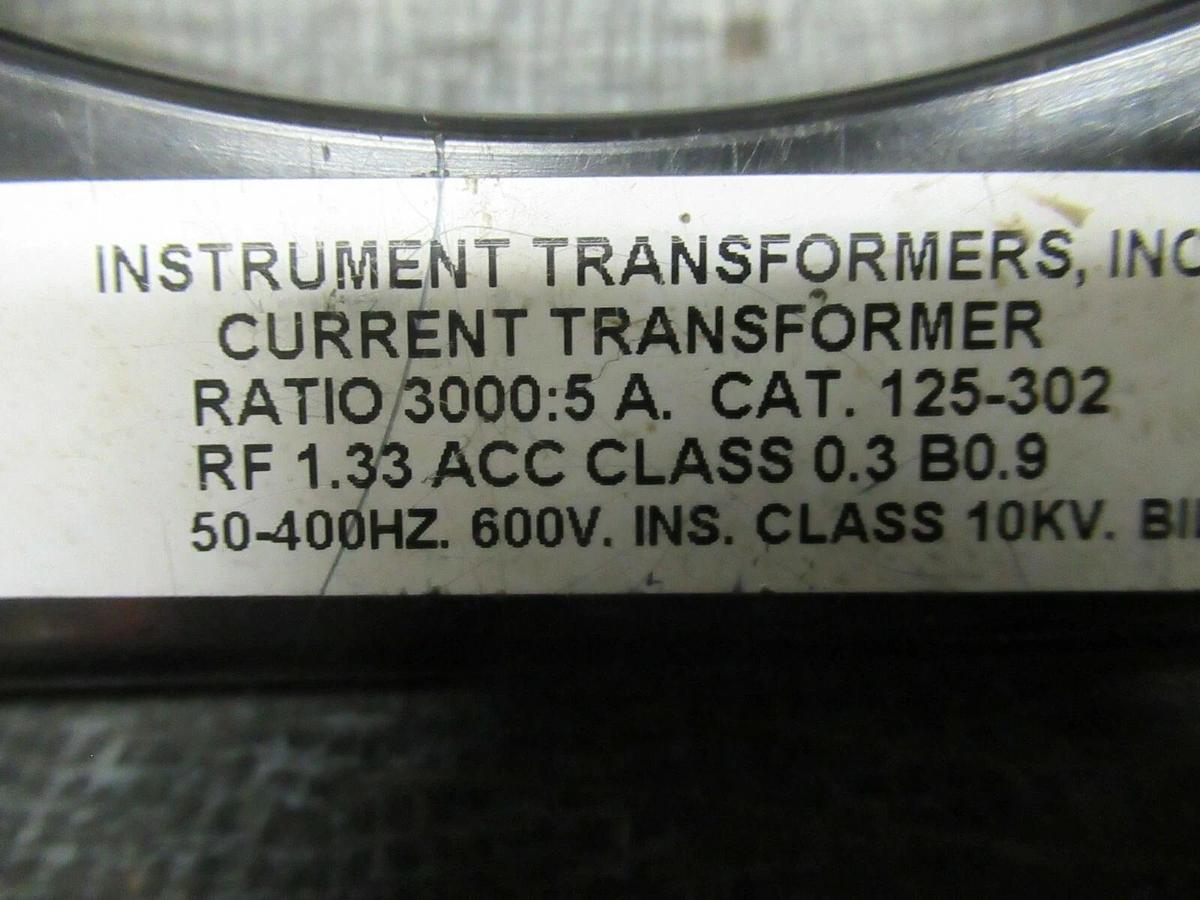 INSTRUMENT TRANSFORMERS, INC
CURRENT TRANSFORMER
RATIO 3000:5 A. CAT. 125-302
RF 1.33 ACC CLASS 0.3 B0.9
50-400HZ. 600V. INS. CLASS 10KV.